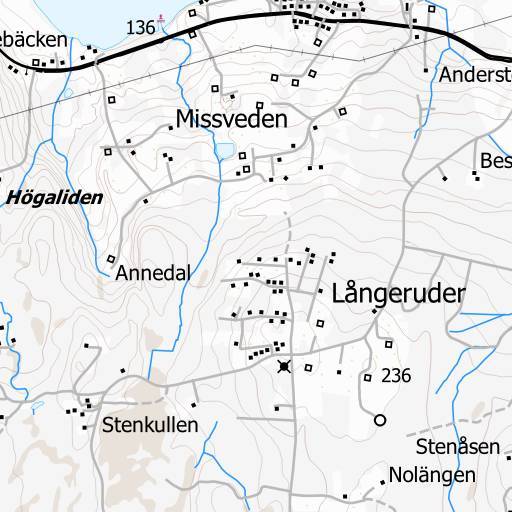 136
ebäcken
Anderst
Missveden
Bes
Högaliden
Annedal
Långeruder
236
Stenkullen
Stenåsen
Nolängen